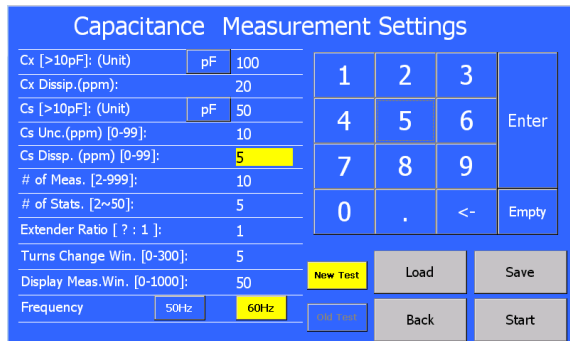 Capacitance Measurement Settings
Cx [>10pF]: (Unit) pF 100
Cx Dissip.(ppm): 20
Cs [>10pF]: (Unit) pF 50
Cs Unc.(ppm) [0-99]: 10
Cs Dissp. (ppm) [0-99]: 5
# of Meas. [2-999]: 10
# of Stats. [2~50]: 5
Extender Ratio [ ? : 1 ]: 1
Turns Change Win. [0-300]: 5
Display Meas.Win. [0-1000]: 50
Frequency 50Hz 60Hz
1 2 3
4 5 6 Enter
7 8 9
0 . <- Empty
New Test Load Save
Old Test Back Start